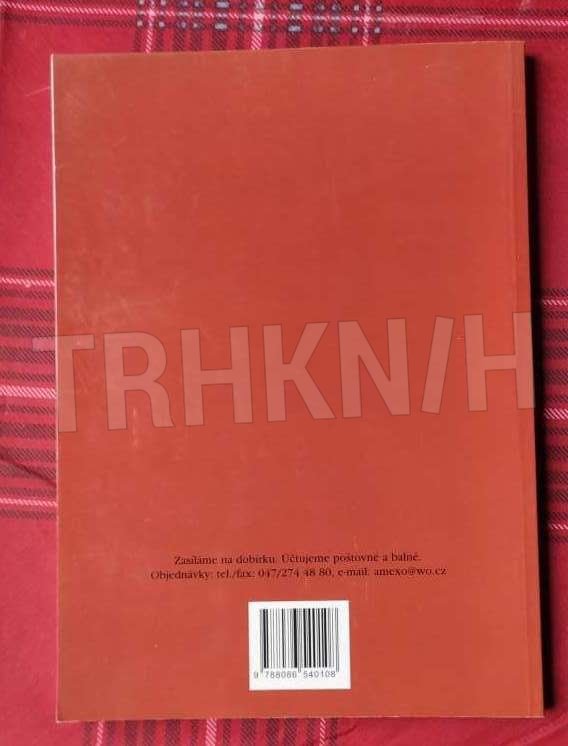 TRHKNIH
Zasíláme na dobírku. Účtujeme poštovné a balné.
Objednávky: tel./fax: 047/274 48 80, e-mail: amexo@wo.cz
9 788086 540108